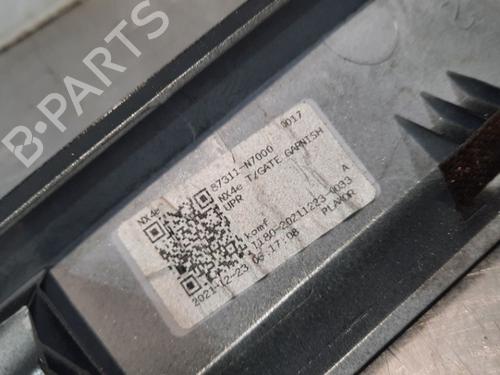 B-PARTS
NX4e
87311-N7000
9017
NX4e T/GATE GARNISH
UPR
komf
1180-20211223-0033 A
2021-12-23
05:17:08
PLAKOR